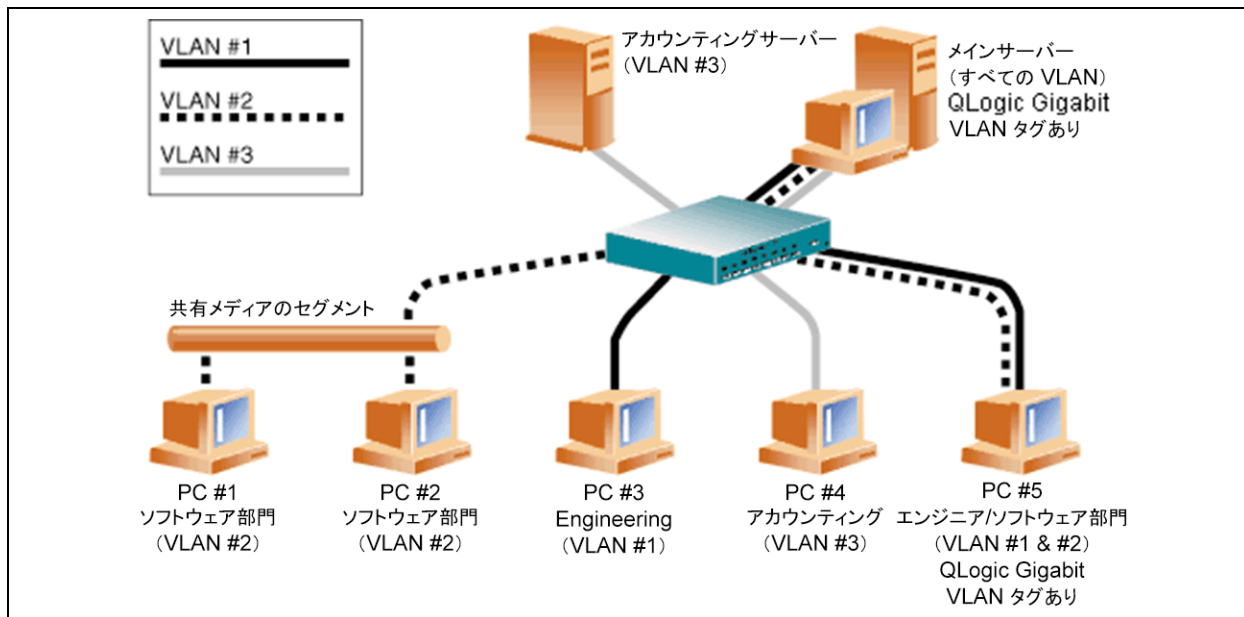 VLAN #1
VLAN #2
VLAN #3
アカウンティングサーバー
（VLAN #3）
メインサーバー
（すべての VLAN）
QLogic Gigabit
VLAN タグあり
共有メディアのセグメント
PC #1
ソフトウェア部門
（VLAN #2）
PC #2
ソフトウェア部門
（VLAN #2）
PC #3
Engineering
（VLAN #1）
PC #4
アカウンティング
（VLAN #3）
PC #5
エンジニア/ソフトウェア部門
（VLAN #1 & #2）
QLogic Gigabit
VLAN タグあり